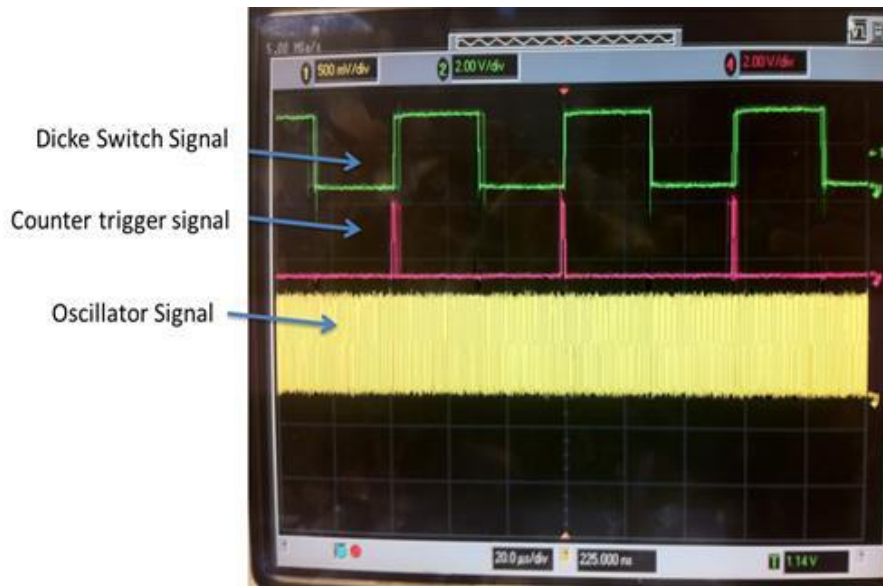 5.00 MSa/s
1 500 mV/div 2 2.00 V/div 4 2.00 V/div
Dicke Switch Signal
Counter trigger signal
Oscillator Signal
20.0 µs/div 225.000 ns T 1.14 V